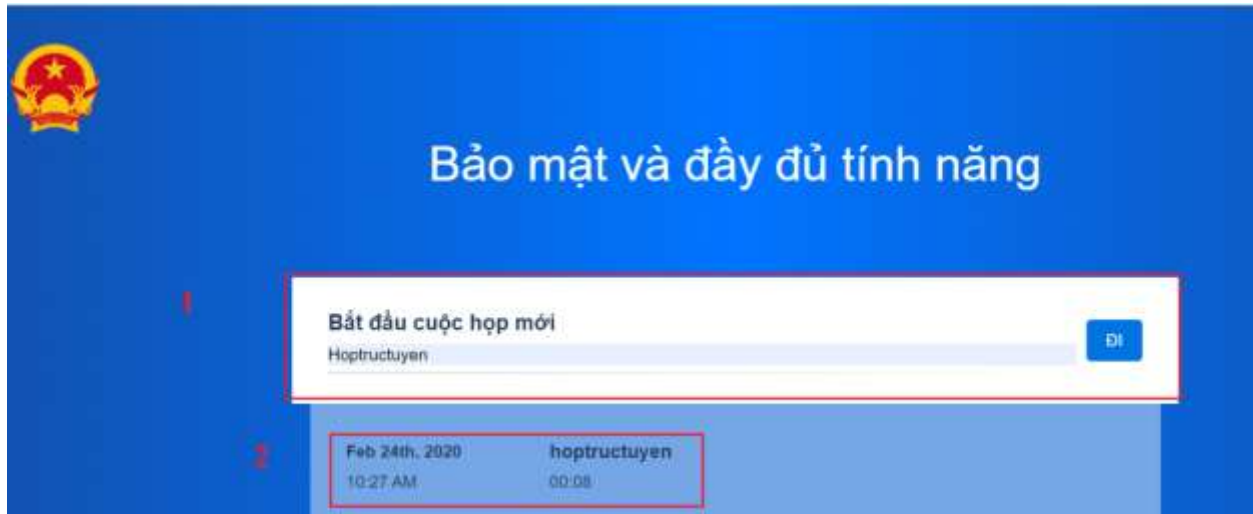 Bảo mật và đầy đủ tính năng
1
Bắt đầu cuộc họp mới
Hoptructuyen
ĐI
2
Feb 24th, 2020 hoptructuyen
10:27 AM 00:08